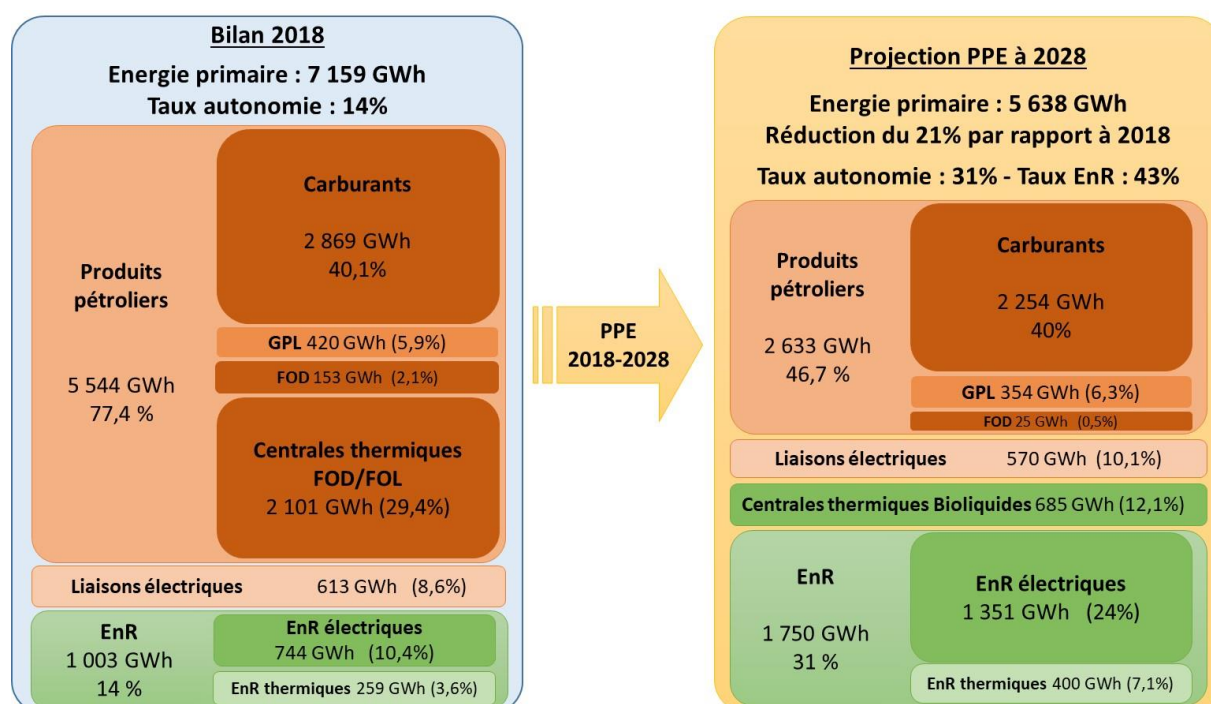 Bilan 2018
Energie primaire : 7 159 GWh
Taux autonomie : 14%
Produits
pétroliers
5 544 GWh
77,4 %
Carburants
2 869 GWh
40,1%
GPL 420 GWh (5,9%)
FOD 153 GWh (2,1%)
Centrales thermiques
FOD/FOL
2 101 GWh (29,4%)
Liaisons électriques 613 GWh (8,6%)
EnR
1 003 GWh
14 %
EnR électriques
744 GWh (10,4%)
EnR thermiques 259 GWh (3,6%)
PPE
2018-2028
Projection PPE à 2028
Energie primaire : 5 638 GWh
Réduction du 21% par rapport à 2018
Taux autonomie : 31% - Taux EnR : 43%
Produits
pétroliers
2 633 GWh
46,7 %
Carburants
2 254 GWh
40%
GPL 354 GWh (6,3%)
FOD 25 GWh (0,5%)
Liaisons électriques 570 GWh (10,1%)
Centrales thermiques Bioliquides 685 GWh (12,1%)
EnR
1 750 GWh
31 %
EnR électriques
1 351 GWh (24%)
EnR thermiques 400 GWh (7,1%)